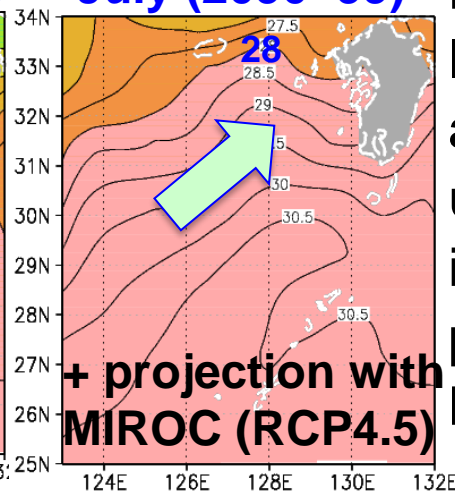 July (2090-99)
34N
27.5
33N
28
28.5
32N
29
31N
30
30N
30.5
29N
28N
30.5
27N
+ projection with
26N
MIROC (RCP4.5)
25N
124E 126E 128E 130E 132E